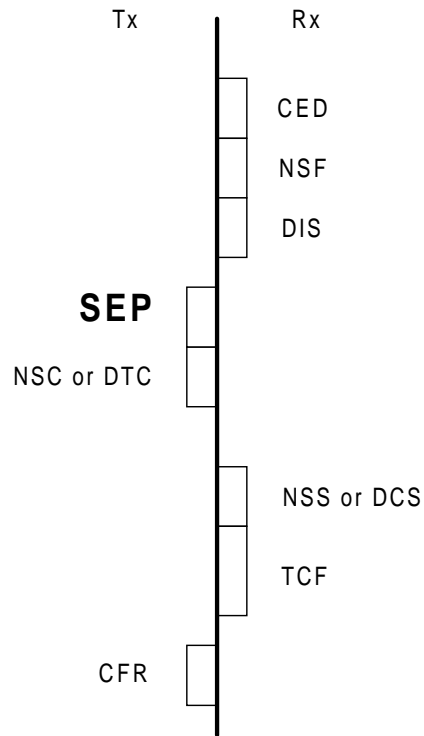 Tx Rx
CED
NSF
DIS
SEP
NSC or DTC
NSS or DCS
TCF
CFR